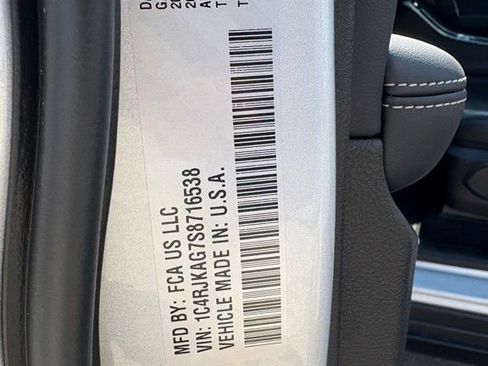 MFD BY: FCA US LLC
VIN: 1C4RJKAG7S8716538
VEHICLE MADE IN: U.S.A.